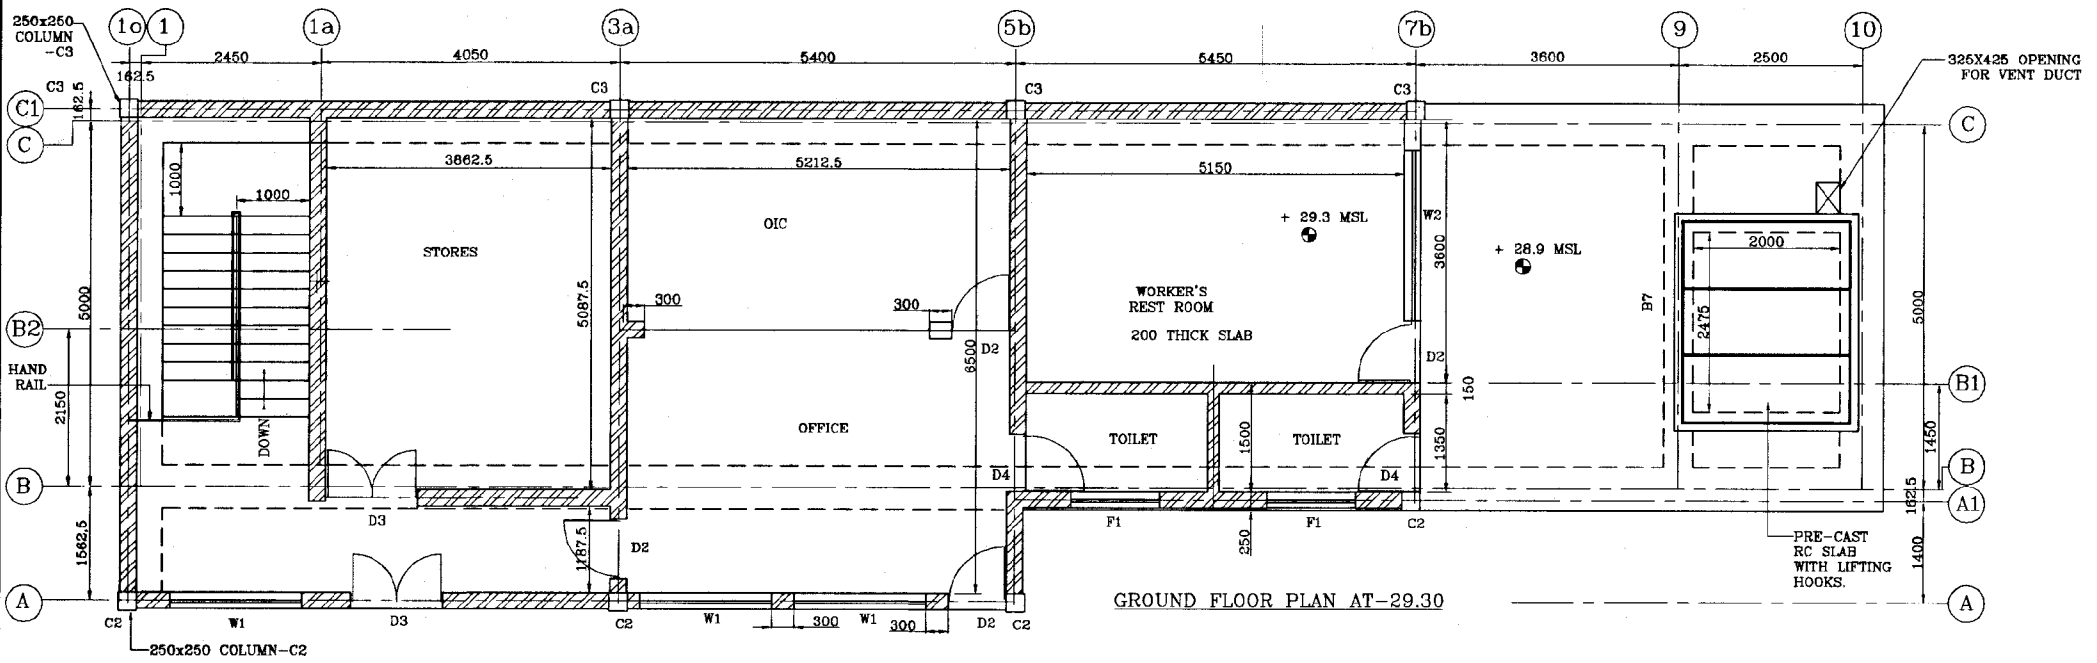 250x250
COLUMN
-C3
1o
1
1a
3a
5b
7b
9
10
162.5
2450
4050
5400
5450
3600
2500
325X425 OPENING
FOR VENT DUCT
C3
C3
C3
C3
C1
C
162.5
C
1000
1000
3862.5
5212.5
5150
STORES
OIC
+ 29.3 MSL
W2
3600
+ 28.9 MSL
2000
B7
2475
5000
5000
5087.5
300
300
WORKER'S
REST ROOM
200 THICK SLAB
B2
6500
D2
D2
HAND
RAIL
2150
B1
150
DOWN
OFFICE
TOILET
1500
TOILET
1350
1450
D4
D4
B
B
162.5
A1
D3
F1
F1
C2
1562.5
1187.5
D2
250
PRE-CAST
RC SLAB
WITH LIFTING
HOOKS.
1400
A
GROUND FLOOR PLAN AT-29.30
A
C2
W1
D3
C2
W1
300
W1
300
D2
C2
250x250 COLUMN-C2